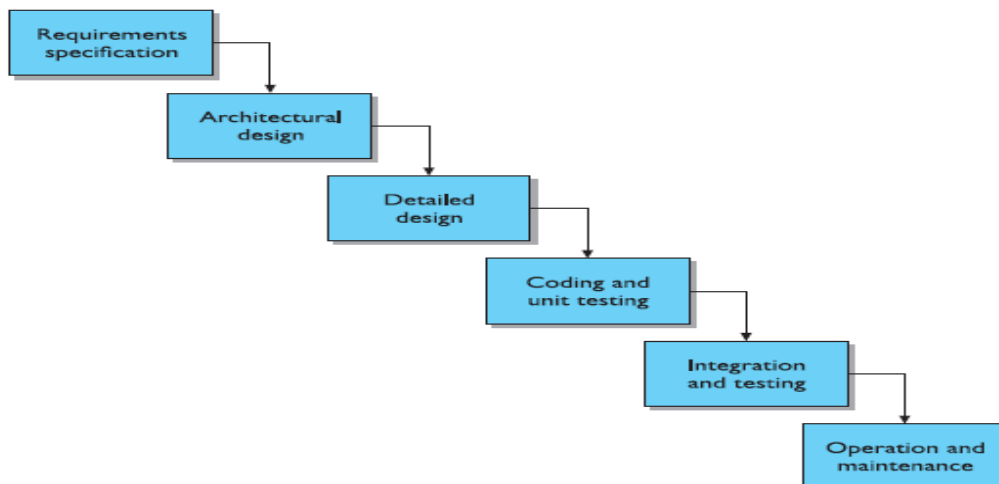 Requirements
specification
Architectural
design
Detailed
design
Coding and
unit testing
Integration
and testing
Operation and
maintenance